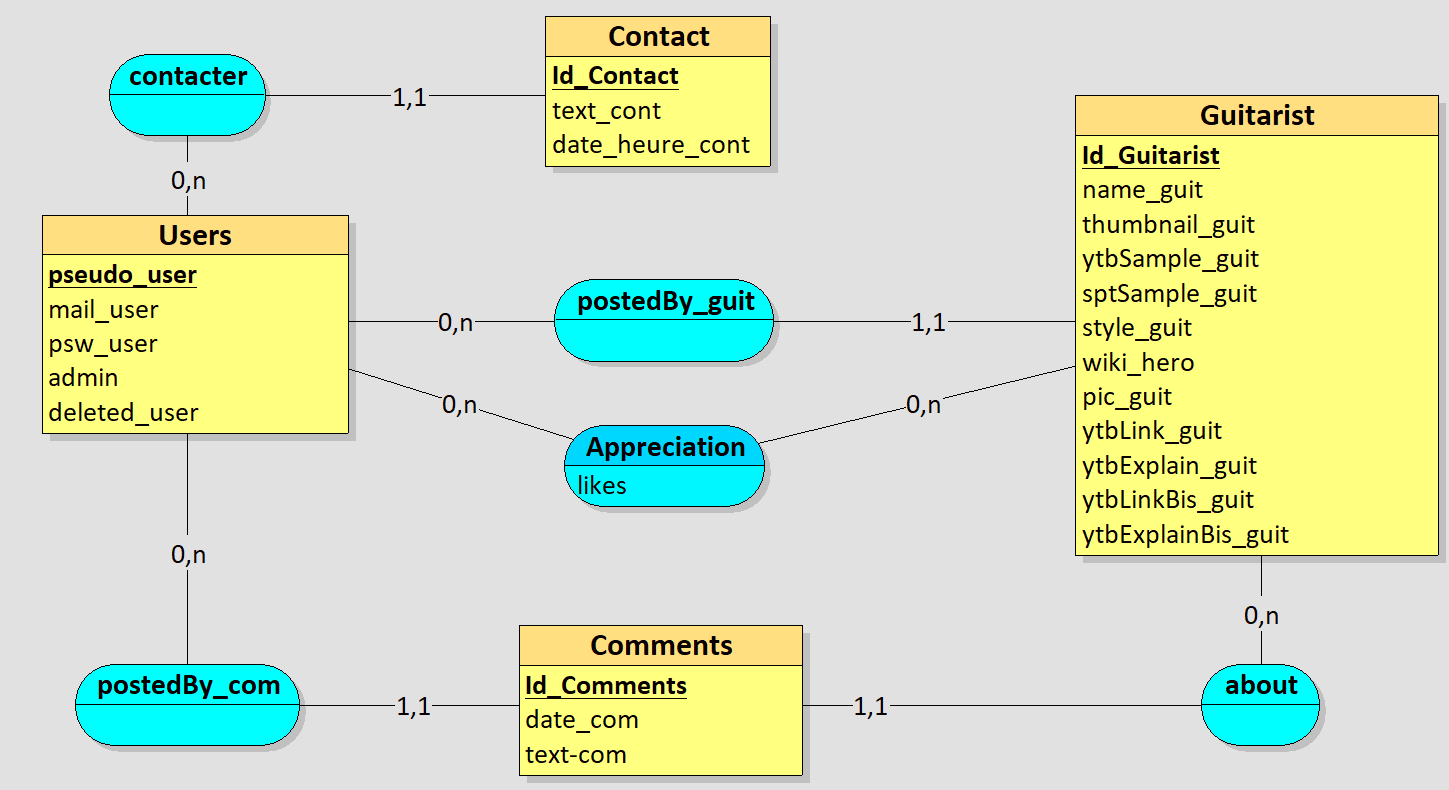 Contact
Id_Contact
text_cont
date_heure_cont
contacter
1,1
0,n
Users
pseudo_user
mail_user
psw_user
admin
deleted_user
Guitarist
Id_Guitarist
name_guit
thumbnail_guit
ytbSample_guit
sptSample_guit
style_guit
wiki_hero
pic_guit
ytbLink_guit
ytbExplain_guit
ytbLinkBis_guit
ytbExplainBis_guit
0,n
postedBy_guit
1,1
0,n
Appreciation
likes
0,n
0,n
0,n
postedBy_com
1,1
Comments
Id_Comments
date_com
text-com
1,1
about